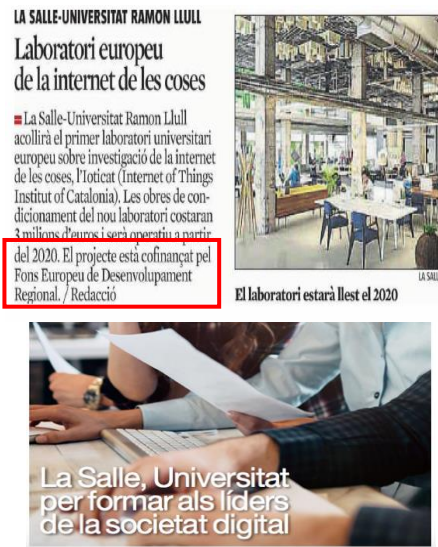 LA SALLE-UNIVERSITAT RAMON LLULL
Laboratori europeu
de la internet de les coses
La Salle-Universitat Ramon Llull
acollirà el primer laboratori universitari
europeu sobre investigació de la internet
de les coses, l'Ioticat (Internet of Things
Institut of Catalonia). Les obres de con-
dicionament del nou laboratori costaran
3 milions d'euros i serà operatiu a partir
del 2020. El projecte està cofinançat pel
Fons Europeu de Desenvolupament
Regional. / Redacció
LA SALL
El laboratori estarà llest el 2020
La Salle, Universitat
per formar als líders
de la societat digital